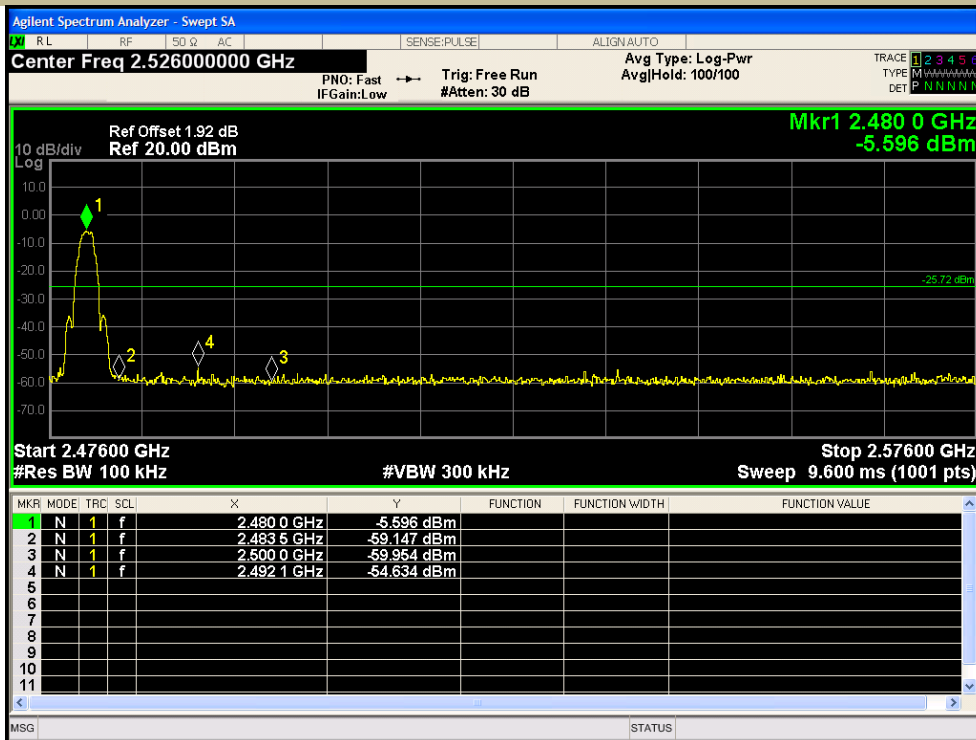 Agilent Spectrum Analyzer - Swept SA
LXI RL RF 50 Ω AC SENSE:PULSE ALIGNAUTO
Center Freq 2.526000000 GHz
Avg Type: Log-Pwr
TRACE 1 2 3 4 5 6
PNO: Fast Trig: Free Run Avg|Hold: 100/100
TYPE M WWWWW
IFGain:Low #Atten: 30 dB
DET P N N N N N
Mkr1 2.480 0 GHz
Ref Offset 1.92 dB
10 dB/div Ref 20.00 dBm -5.596 dBm
Log
10.0
1
0.00
-10.0
-20.0
-25.72 dBm
-30.0
-40.0
4
-50.0
2 3
-60.0
-70.0
Start 2.47600 GHz Stop 2.57600 GHz
#Res BW 100 kHz #VBW 300 kHz Sweep 9.600 ms (1001 pts)
MKR MODE TRC SCL X Y FUNCTION FUNCTION WIDTH FUNCTION VALUE
1 N 1 f 2.480 0 GHz -5.596 dBm
2 N 1 f 2.483 5 GHz -59.147 dBm
3 N 1 f 2.500 0 GHz -59.954 dBm
4 N 1 f 2.492 1 GHz -54.634 dBm
5
6
7
8
9
10
11
MSG STATUS